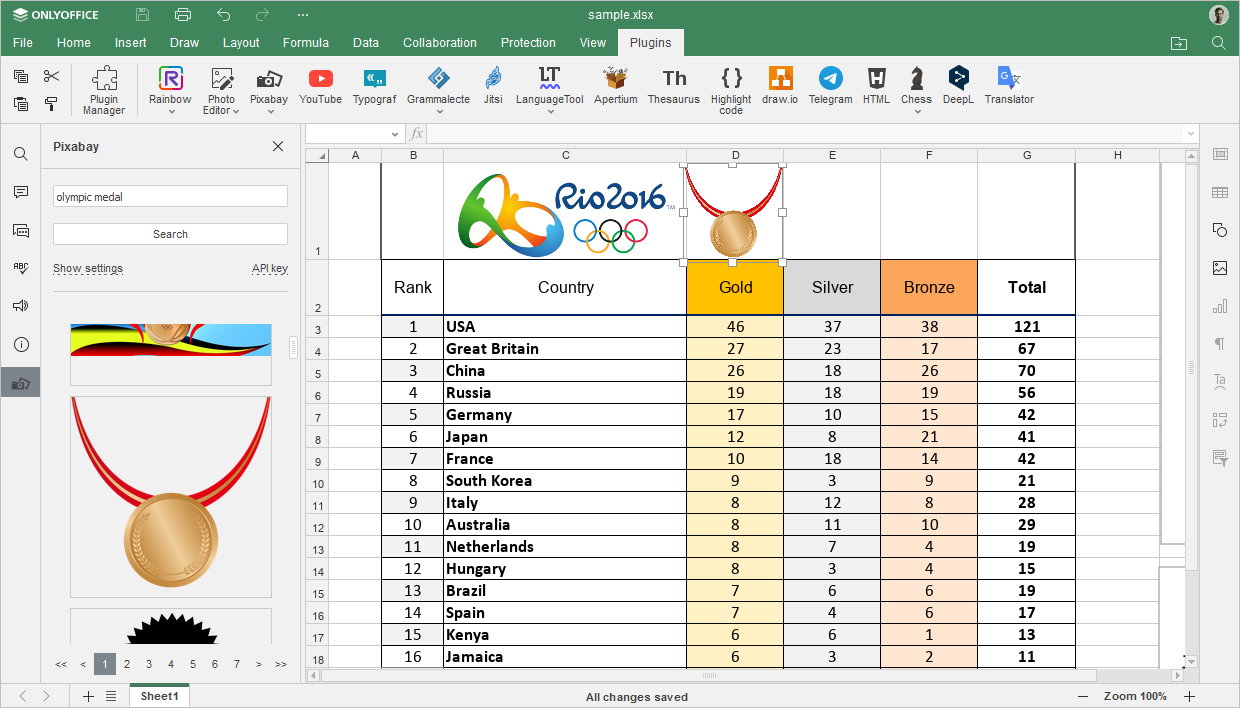 ONLYOFFICE
sample.xlsx
File Home Insert Draw Layout Formula Data Collaboration Protection View Plugins
Plugin Manager
Rainbow
Photo Editor
Pixabay
YouTube
Typograf
Grammalecte
Jitsi
LT
LanguageTool
Apertium
Th
Thesaurus
Highlight code
draw.io
Telegram
HTML
Chess
DeepL
Translator
Pixabay
olympic medal
Search
Show settings API key
<< < 1 2 3 4 5 6 7 > >>
fx
A B C D E F G H
1 Rio2016™
2 Rank Country Gold Silver Bronze Total
3 1 USA 46 37 38 121
4 2 Great Britain 27 23 17 67
5 3 China 26 18 26 70
6 4 Russia 19 18 19 56
7 5 Germany 17 10 15 42
8 6 Japan 12 8 21 41
9 7 France 10 18 14 42
10 8 South Korea 9 3 9 21
11 9 Italy 8 12 8 28
12 10 Australia 8 11 10 29
13 11 Netherlands 8 7 4 19
14 12 Hungary 8 3 4 15
15 13 Brazil 7 6 6 19
16 14 Spain 7 4 6 17
17 15 Kenya 6 6 1 13
18 16 Jamaica 6 3 2 11
Sheet1 All changes saved Zoom 100%